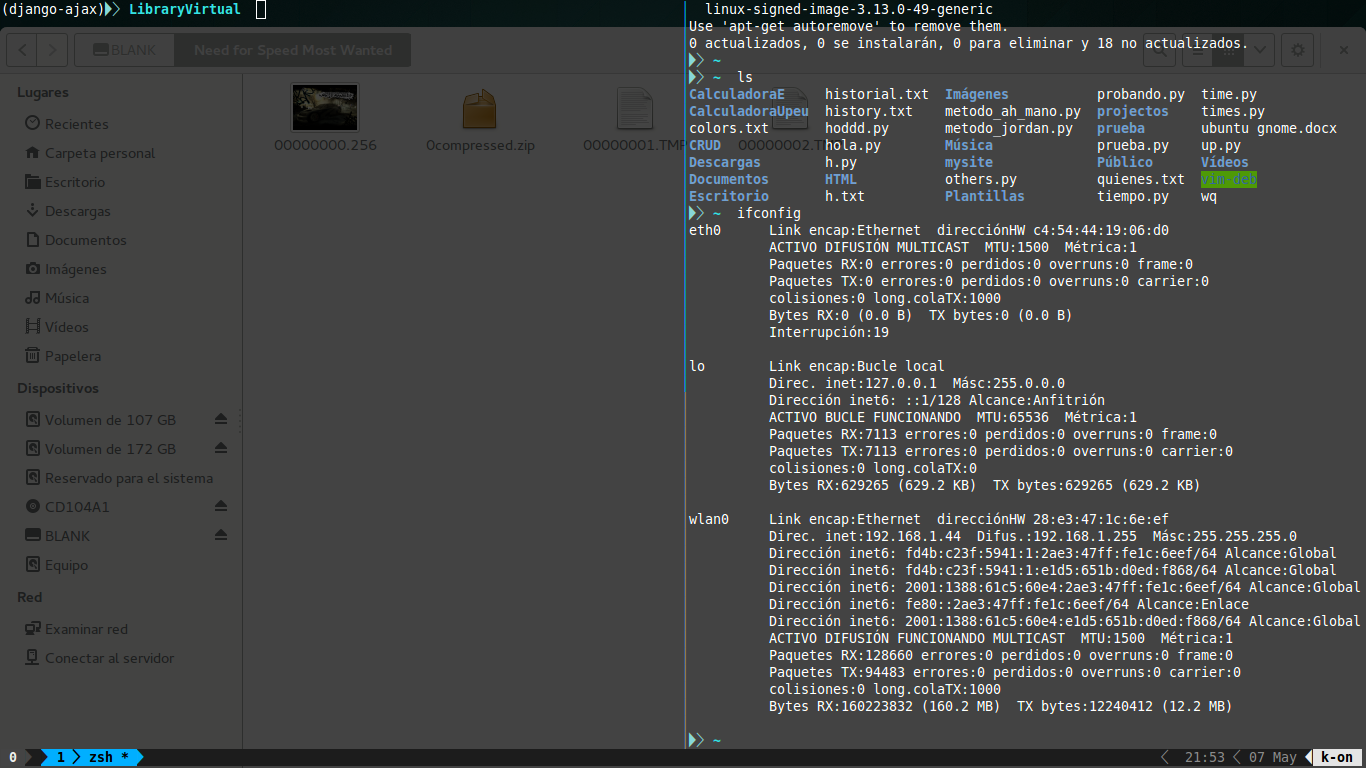 (django-ajax) LibraryVirtual
BLANK
Need for Speed Most Wanted
Lugares
Recientes
Carpeta personal
Escritorio
Descargas
Documentos
Imágenes
Música
Vídeos
Papelera
Dispositivos
Volumen de 107 GB
Volumen de 172 GB
Reservado para el sistema
CD104A1
BLANK
Equipo
Red
Examinar red
Conectar al servidor
00000000.256
0compressed.zip
00000001.TMP
00000002.TM
linux-signed-image-3.13.0-49-generic
Use 'apt-get autoremove' to remove them.
0 actualizados, 0 se instalarán, 0 para eliminar y 18 no actualizados.
~
~ ls
CalculadoraE historial.txt Imágenes probando.py time.py
CalculadoraUpeu history.txt metodo_ah_mano.py projectos times.py
colors.txt hoddd.py metodo_jordan.py prueba ubuntu gnome.docx
CRUD hola.py Música prueba.py up.py
Descargas h.py mysite Público Vídeos
Documentos HTML others.py quienes.txt vim-deb
Escritorio h.txt Plantillas tiempo.py wq
~ ifconfig
eth0 Link encap:Ethernet direcciónHW c4:54:44:19:06:d0
ACTIVO DIFUSIÓN MULTICAST MTU:1500 Métrica:1
Paquetes RX:0 errores:0 perdidos:0 overruns:0 frame:0
Paquetes TX:0 errores:0 perdidos:0 overruns:0 carrier:0
colisiones:0 long.colaTX:1000
Bytes RX:0 (0.0 B) TX bytes:0 (0.0 B)
Interrupción:19
lo Link encap:Bucle local
Direc. inet:127.0.0.1 Másc:255.0.0.0
Dirección inet6: ::1/128 Alcance:Anfitrión
ACTIVO BUCLE FUNCIONANDO MTU:65536 Métrica:1
Paquetes RX:7113 errores:0 perdidos:0 overruns:0 frame:0
Paquetes TX:7113 errores:0 perdidos:0 overruns:0 carrier:0
colisiones:0 long.colaTX:0
Bytes RX:629265 (629.2 KB) TX bytes:629265 (629.2 KB)
wlan0 Link encap:Ethernet direcciónHW 28:e3:47:1c:6e:ef
Direc. inet:192.168.1.44 Difus.:192.168.1.255 Másc:255.255.255.0
Dirección inet6: fd4b:c23f:5941:1:2ae3:47ff:fe1c:6eef/64 Alcance:Global
Dirección inet6: fd4b:c23f:5941:1:e1d5:651b:d0ed:f868/64 Alcance:Global
Dirección inet6: 2001:1388:61c5:60e4:2ae3:47ff:fe1c:6eef/64 Alcance:Global
Dirección inet6: fe80::2ae3:47ff:fe1c:6eef/64 Alcance:Enlace
Dirección inet6: 2001:1388:61c5:60e4:e1d5:651b:d0ed:f868/64 Alcance:Global
ACTIVO DIFUSIÓN FUNCIONANDO MULTICAST MTU:1500 Métrica:1
Paquetes RX:128660 errores:0 perdidos:0 overruns:0 frame:0
Paquetes TX:94483 errores:0 perdidos:0 overruns:0 carrier:0
colisiones:0 long.colaTX:1000
Bytes RX:160223832 (160.2 MB) TX bytes:12240412 (12.2 MB)
~
0 1 zsh * 21:53 07 May k-on